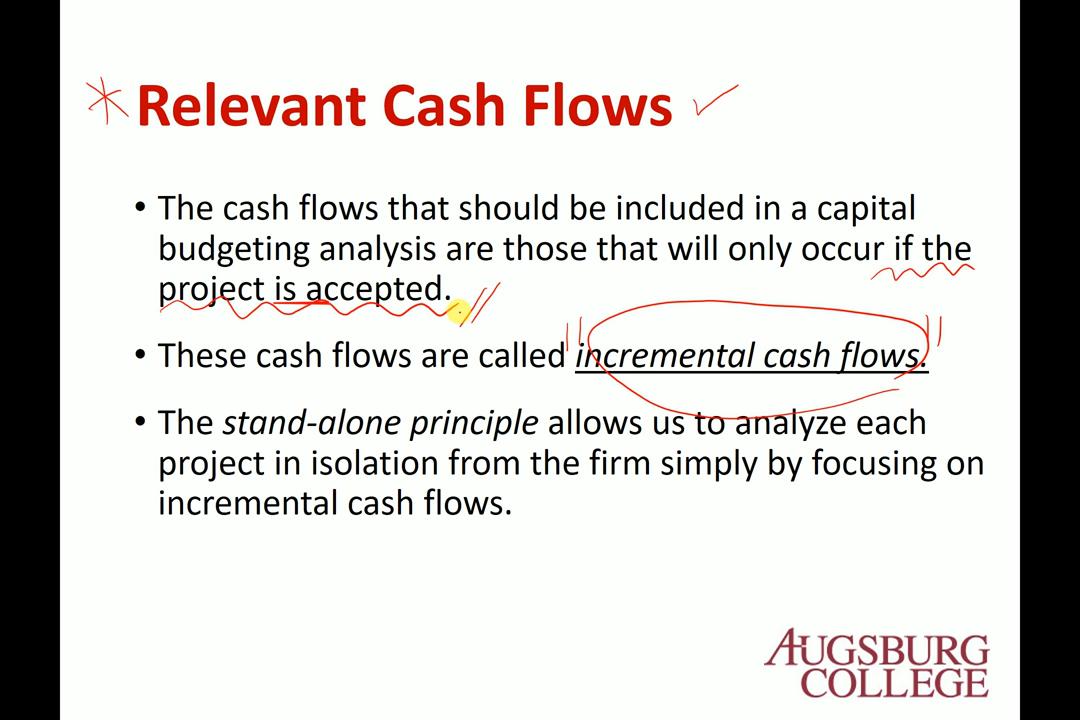 Relevant Cash Flows
• The cash flows that should be included in a capital
budgeting analysis are those that will only occur if the
project is accepted.
• These cash flows are called incremental cash flows.
• The stand-alone principle allows us to analyze each
project in isolation from the firm simply by focusing on
incremental cash flows.
AUGSBURG
COLLEGE